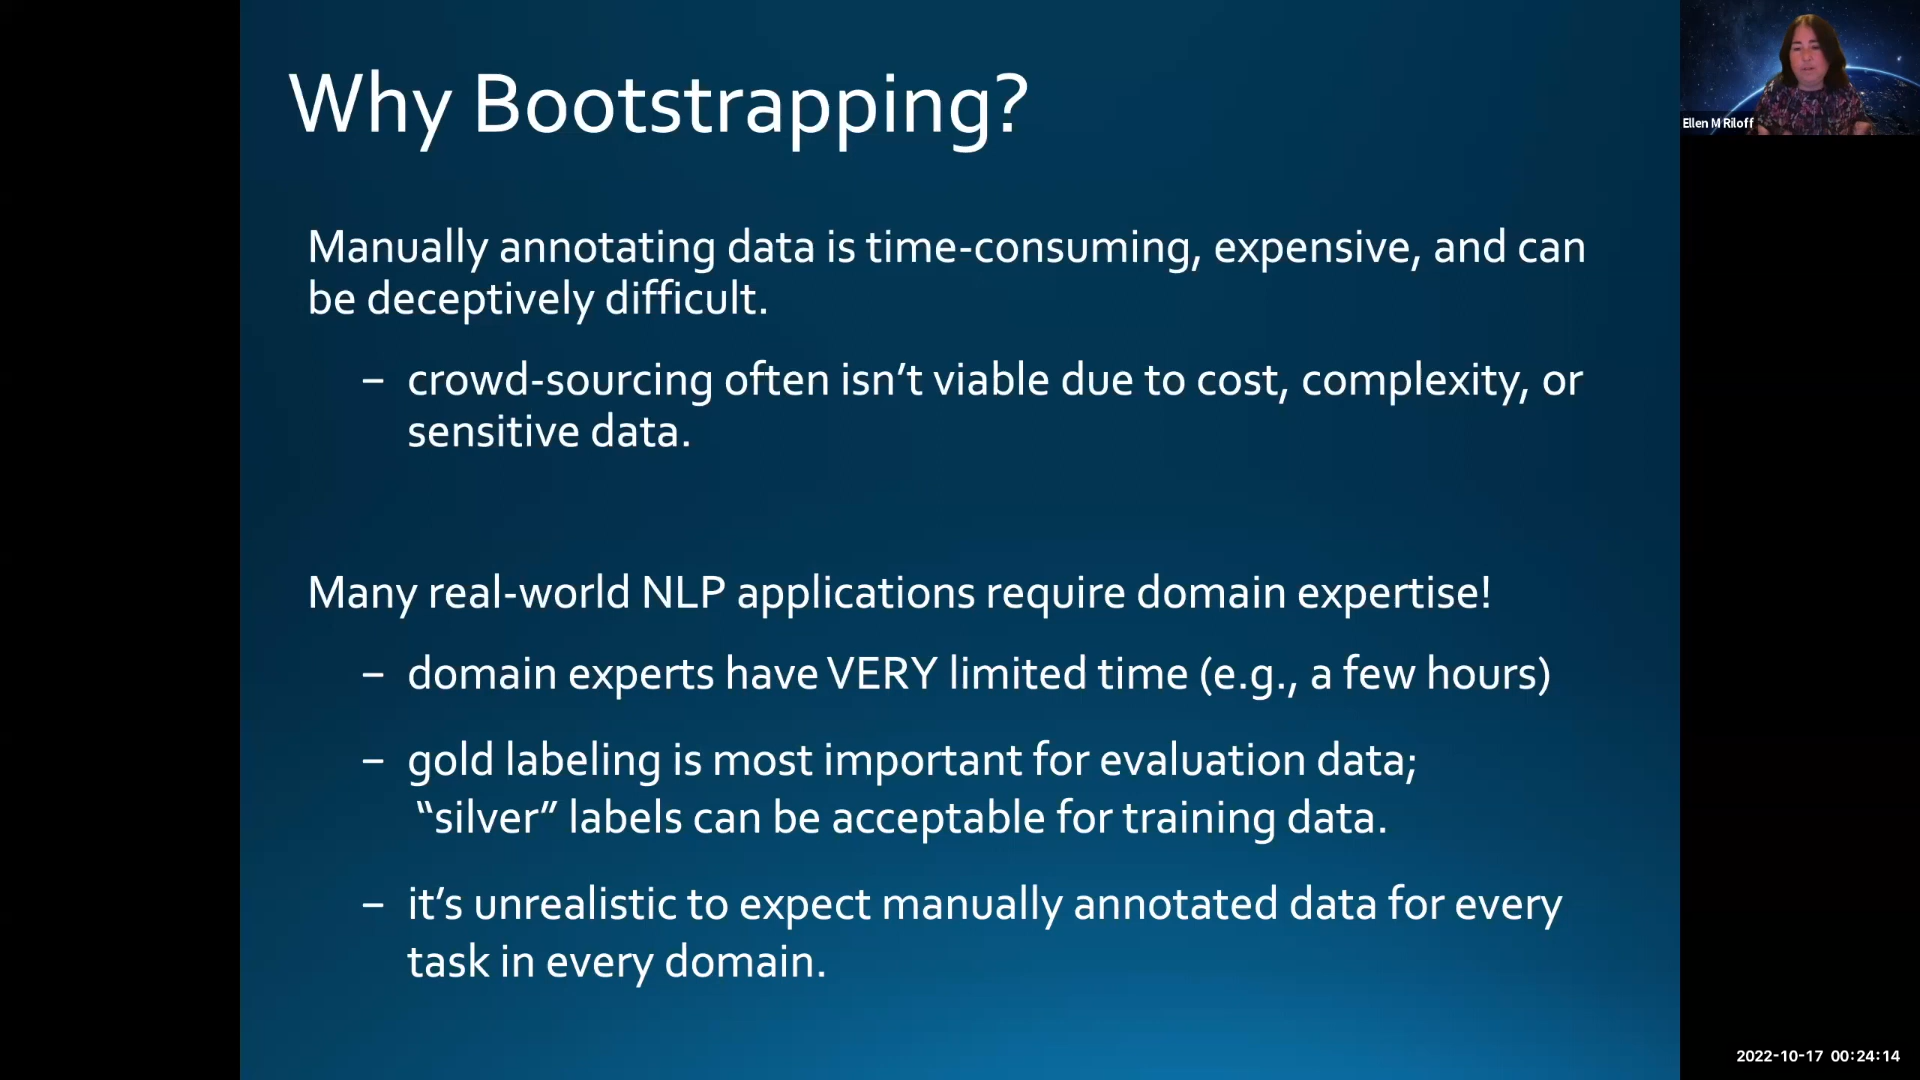 Why Bootstrapping?
Ellen M Riloff
Manually annotating data is time-consuming, expensive, and can
be deceptively difficult.
– crowd-sourcing often isn’t viable due to cost, complexity, or
sensitive data.
Many real-world NLP applications require domain expertise!
– domain experts have VERY limited time (e.g., a few hours)
– gold labeling is most important for evaluation data;
“silver” labels can be acceptable for training data.
– it’s unrealistic to expect manually annotated data for every
task in every domain.
2022-10-17 00:24:14